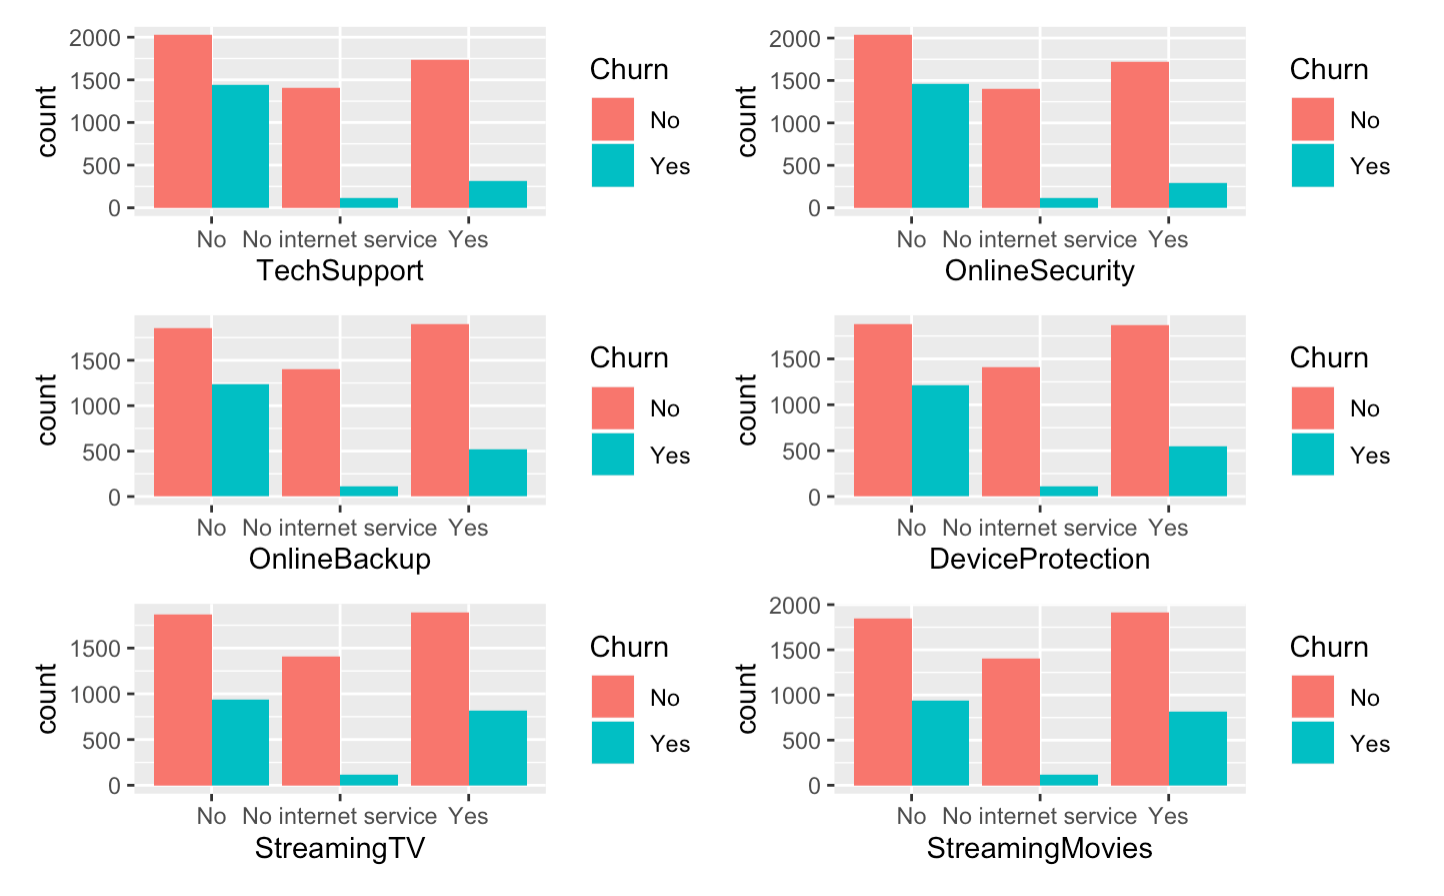 2000
1500
1000
500
0
count
No No internet service Yes
TechSupport
Churn
No
Yes
2000
1500
1000
500
0
count
No No internet service Yes
OnlineSecurity
Churn
No
Yes
1500
1000
500
0
count
No No internet service Yes
OnlineBackup
Churn
No
Yes
1500
1000
500
0
count
No No internet service Yes
DeviceProtection
Churn
No
Yes
1500
1000
500
0
count
No No internet service Yes
StreamingTV
Churn
No
Yes
2000
1500
1000
500
0
count
No No internet service Yes
StreamingMovies
Churn
No
Yes